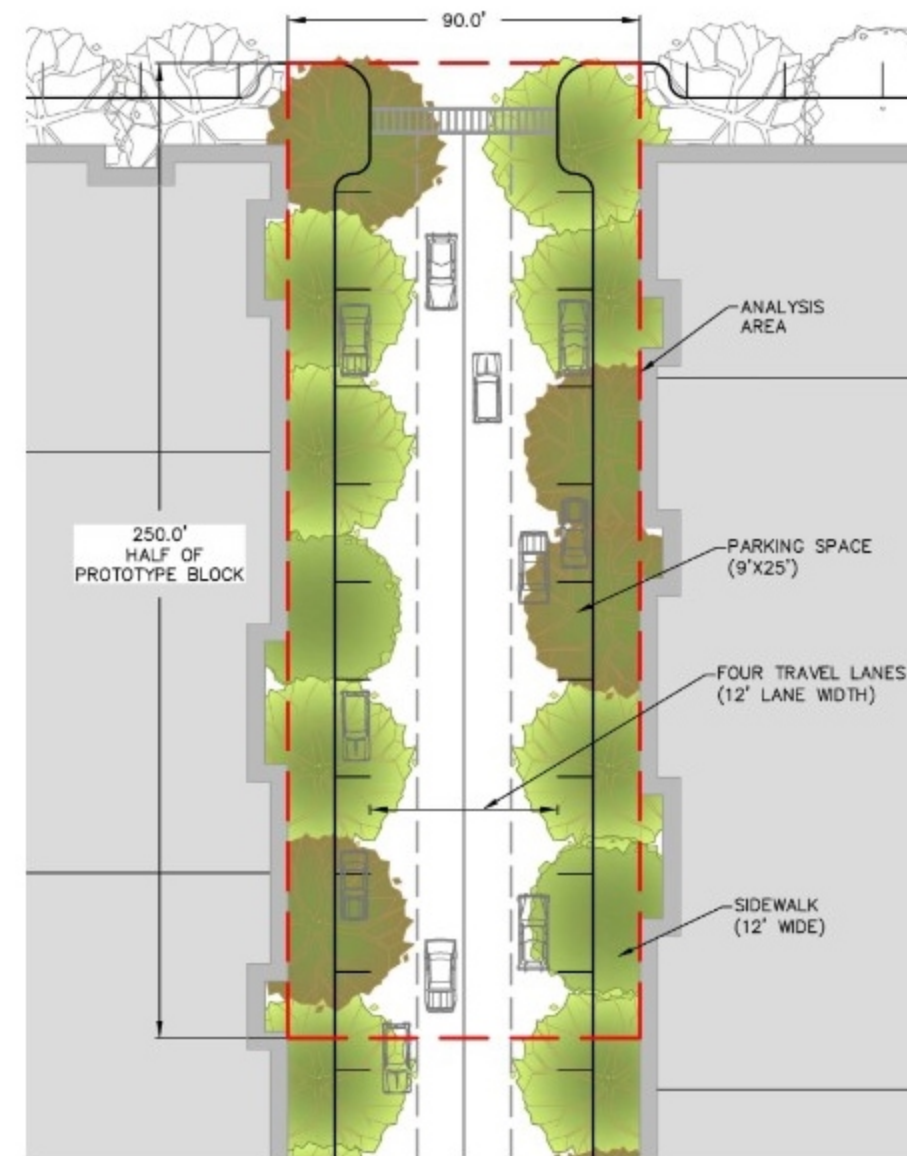 90.0'
ANALYSIS
AREA
250.0'
HALF OF
PROTOTYPE BLOCK
PARKING SPACE
(9'X25')
FOUR TRAVEL LANES
(12' LANE WIDTH)
SIDEWALK
(12' WIDE)